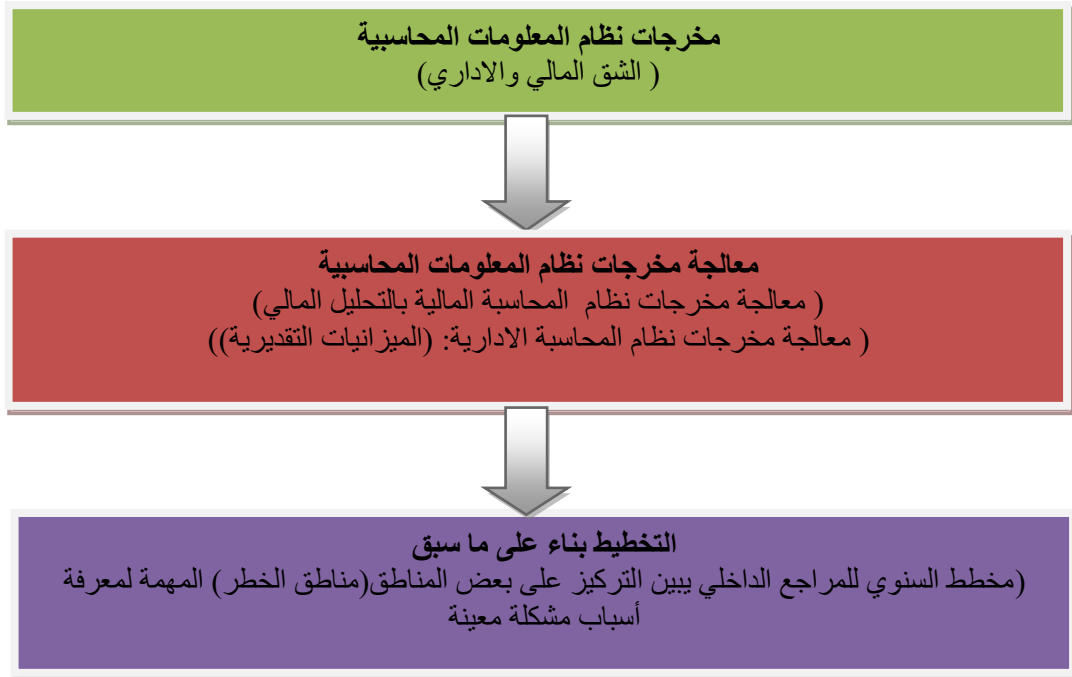 مخرجات نظام المعلومات المحاسبية
( الشق المالي والاداري)
معالجة مخرجات نظام المعلومات المحاسبية
( معالجة مخرجات نظام المحاسبة المالية بالتحليل المالي)
( معالجة مخرجات نظام المحاسبة الادارية: (الميزانيات التقديرية))
التخطيط بناء على ما سبق
(مخطط السنوي للمراجع الداخلي يبين التركيز على بعض المناطق(مناطق الخطر) المهمة لمعرفة
أسباب مشكلة معينة